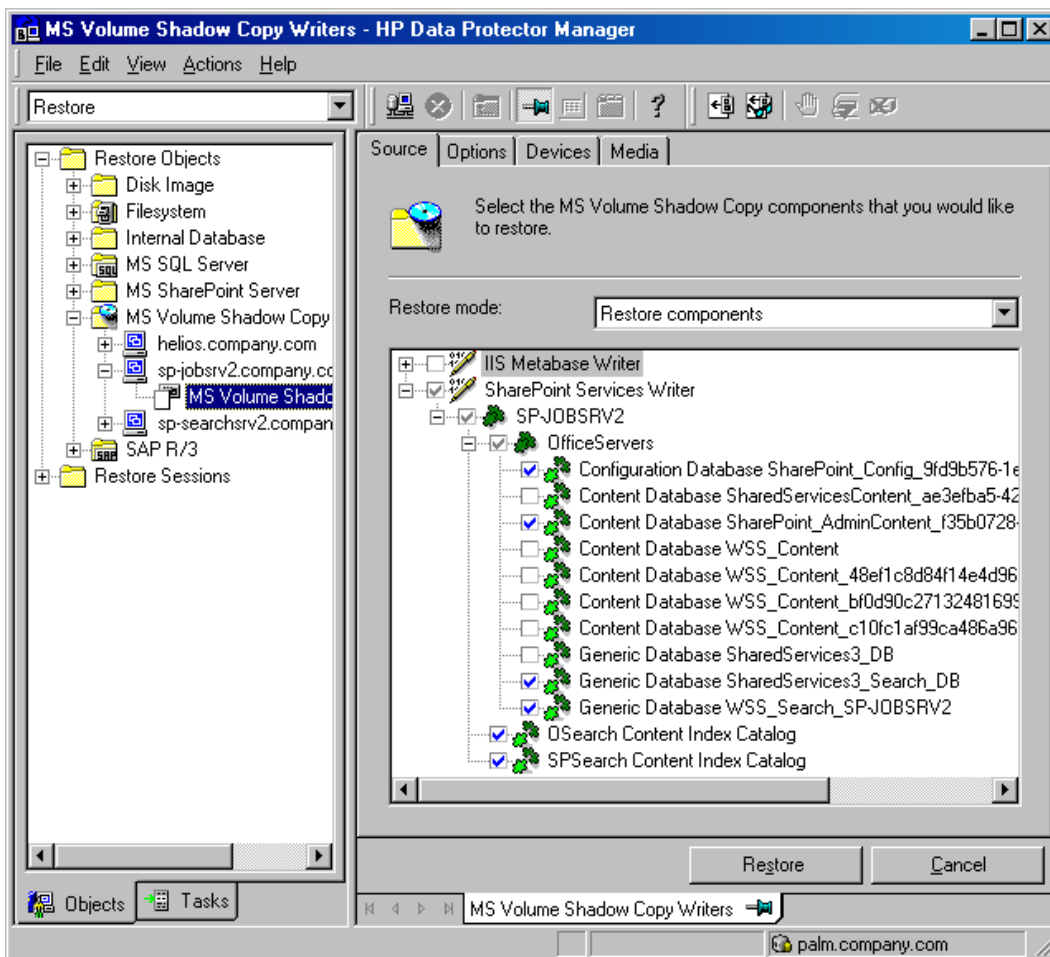 MS Volume Shadow Copy Writers - HP Data Protector Manager
File Edit View Actions Help
Restore
Restore Objects
Disk Image
Filesystem
Internal Database
MS SQL Server
MS SharePoint Server
MS Volume Shadow Copy
helios.company.com
sp-jobsrv2.company.co
MS Volume Shado
sp-searchsrv2.compan
SAP R/3
Restore Sessions
Objects Tasks
Source Options Devices Media
Select the MS Volume Shadow Copy components that you would like
to restore.
Restore mode: Restore components
IIS Metabase Writer
SharePoint Services Writer
SP-JOBSRV2
OfficeServers
Configuration Database SharePoint_Config_9fd9b576-1e
Content Database SharedServicesContent_ae3efba5-42
Content Database SharePoint_AdminContent_f35b0728-
Content Database WSS_Content
Content Database WSS_Content_48ef1c8d84f14e4d96
Content Database WSS_Content_bf0d90c27132481699
Content Database WSS_Content_c10fc1af99ca486a96
Generic Database SharedServices3_DB
Generic Database SharedServices3_Search_DB
Generic Database WSS_Search_SP-JOBSRV2
OSearch Content Index Catalog
SPSearch Content Index Catalog
Restore Cancel
MS Volume Shadow Copy Writers
palm.company.com